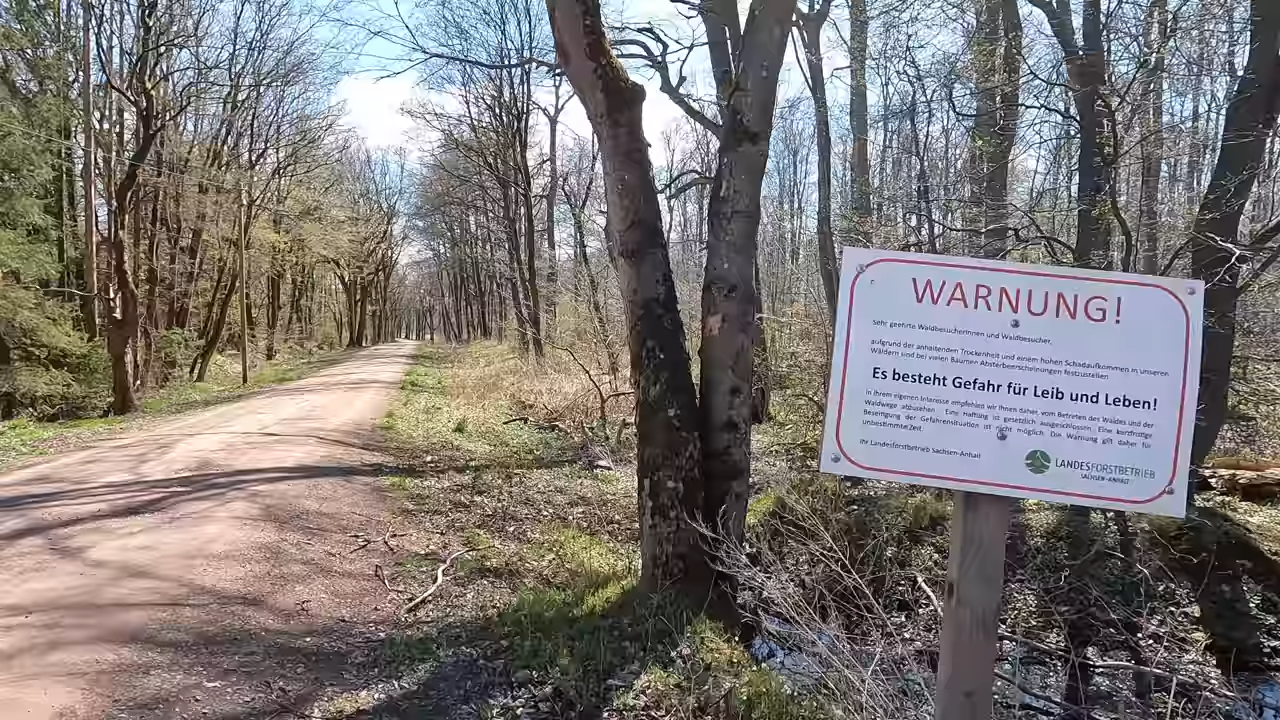 WARNUNG!
Sehr geehrte Waldbesucherinnen und Waldbesucher,
aufgrund der anhaltenden Trockenheit und einem hohen Schadaufkommen in unseren
Wäldern sind bei vielen Bäumen Absterbeerscheinungen festzustellen.
Es besteht Gefahr für Leib und Leben!
In Ihrem eigenen Interesse empfehlen wir Ihnen daher, vom Betreten des Waldes und der
Waldwege abzusehen. Eine Haftung ist gesetzlich ausgeschlossen. Eine kurzfristige
Beseitigung der Gefahrensituation ist nicht möglich. Die Warnung gilt daher für
unbestimmte Zeit.
Ihr Landesforstbetrieb Sachsen-Anhalt
LANDESFORSTBETRIEB
SACHSEN-ANHALT